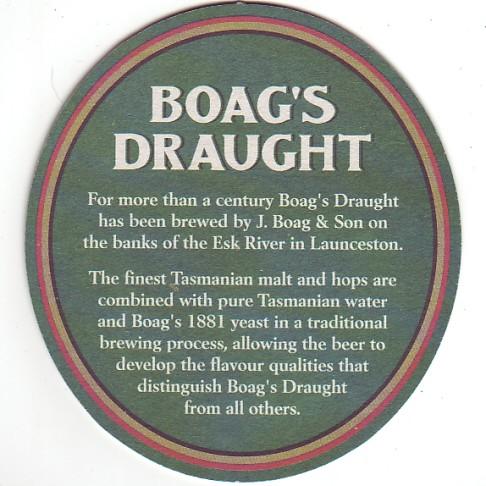 BOAG'S
DRAUGHT
For more than a century Boag's Draught
has been brewed by J. Boag & Son on
the banks of the Esk River in Launceston.
The finest Tasmanian malt and hops are
combined with pure Tasmanian water
and Boag's 1881 yeast in a traditional
brewing process, allowing the beer to
develop the flavour qualities that
distinguish Boag's Draught
from all others.